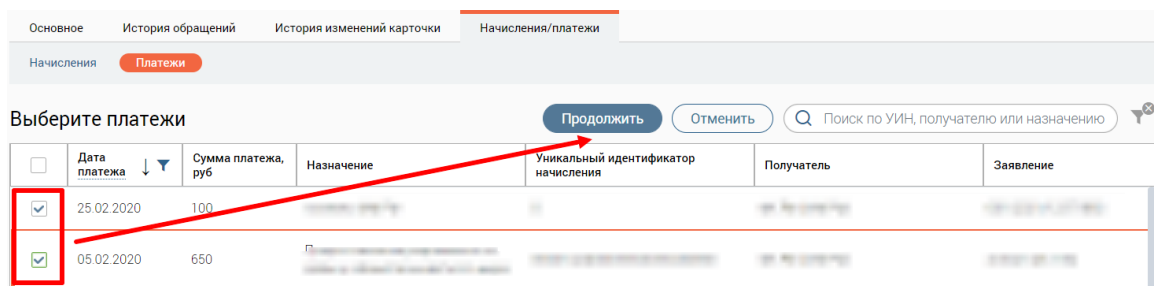 Основное История обращений История изменений карточки Начисления/платежи
Начисления Платежи
Выберите платежи Продолжить Отменить Поиск по УИН, получателю или назначению
Дата платежа Сумма платежа, руб Назначение Уникальный идентификатор начисления Получатель Заявление
25.02.2020 100
05.02.2020 650